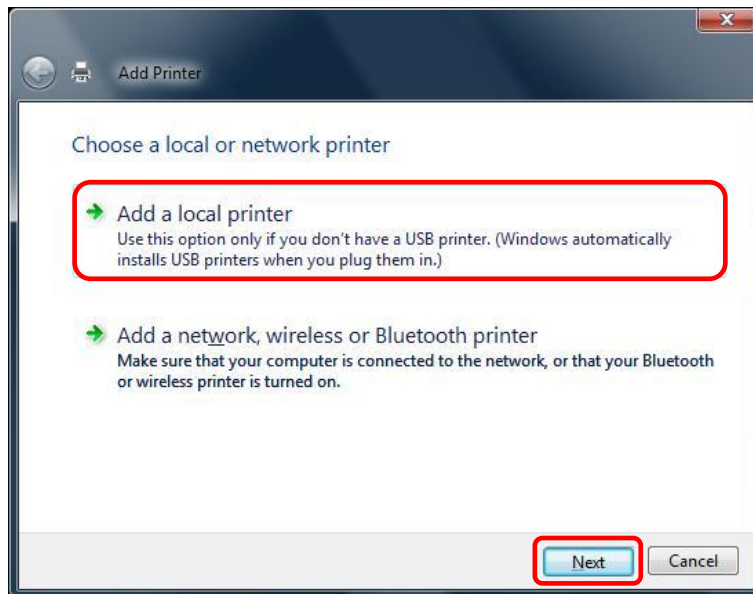 Add Printer
Choose a local or network printer
Add a local printer
Use this option only if you don't have a USB printer. (Windows automatically
installs USB printers when you plug them in.)
Add a network, wireless or Bluetooth printer
Make sure that your computer is connected to the network, or that your Bluetooth
or wireless printer is turned on.
Next Cancel